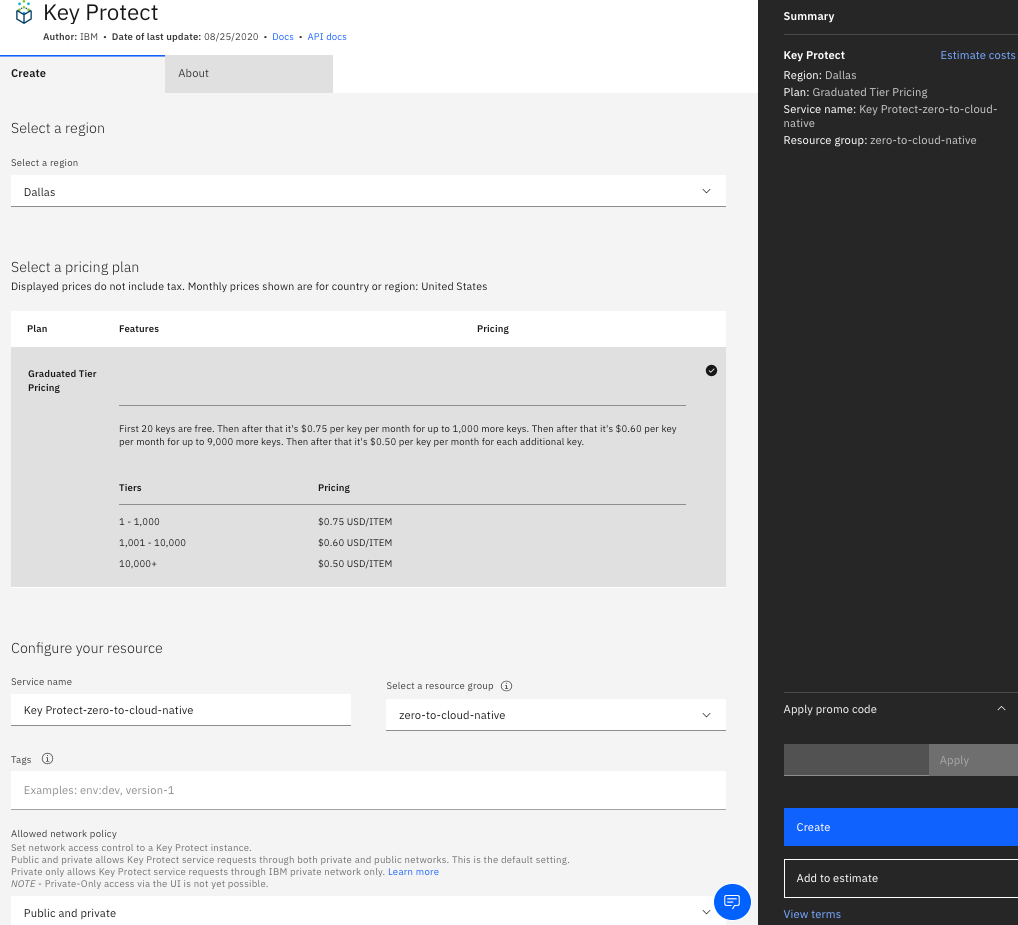 Key Protect
Author: IBM • Date of last update: 08/25/2020 • Docs • API docs
Create
About
Select a region
Select a region
Dallas
Select a pricing plan
Displayed prices do not include tax. Monthly prices shown are for country or region: United States
Plan Features Pricing
Graduated Tier
Pricing
First 20 keys are free. Then after that it's $0.75 per key per month for up to 1,000 more keys. Then after that it's $0.60 per key
per month for up to 9,000 more keys. Then after that it's $0.50 per key per month for each additional key.
Tiers Pricing
1 - 1,000 $0.75 USD/ITEM
1,001 - 10,000 $0.60 USD/ITEM
10,000+ $0.50 USD/ITEM
Configure your resource
Service name
Key Protect-zero-to-cloud-native
Select a resource group
zero-to-cloud-native
Tags
Examples: env:dev, version-1
Allowed network policy
Set network access control to a Key Protect instance.
Public and private allows Key Protect service requests through both private and public networks. This is the default setting.
Private only allows Key Protect service requests through IBM private network only. Learn more
NOTE - Private-Only access via the UI is not yet possible.
Public and private
Summary
Key Protect Estimate costs
Region: Dallas
Plan: Graduated Tier Pricing
Service name: Key Protect-zero-to-cloud-
native
Resource group: zero-to-cloud-native
Apply promo code
Apply
Create
Add to estimate
View terms